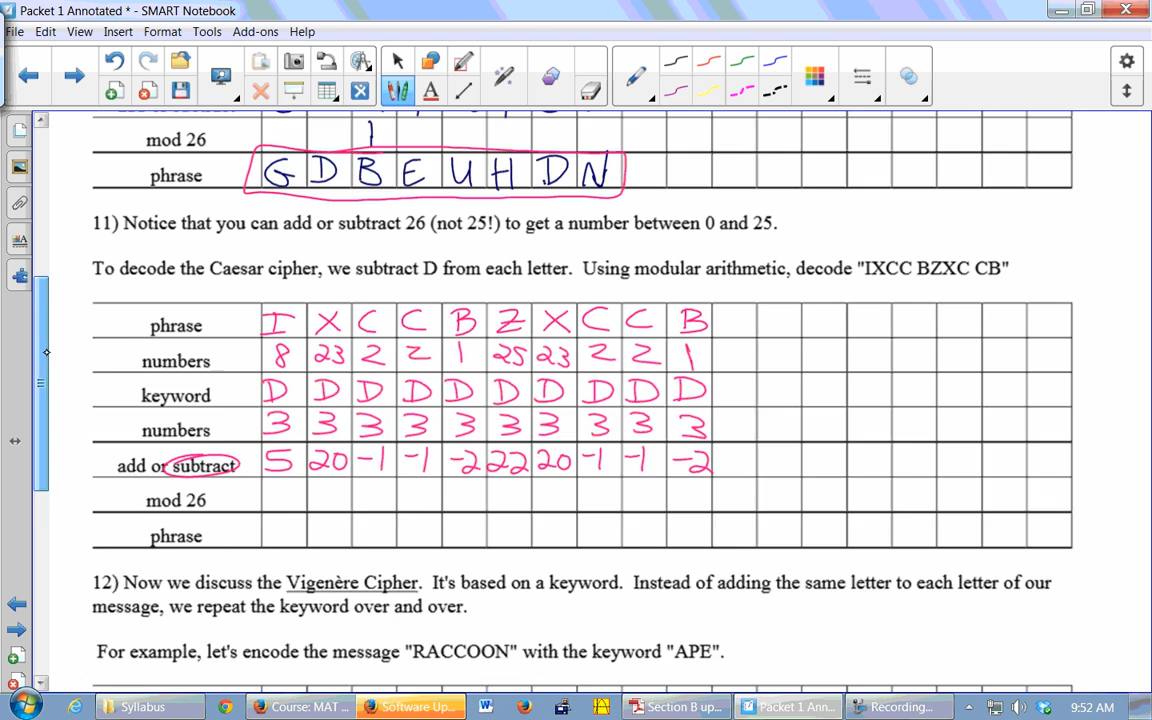 Packet 1 Annotated * - SMART Notebook
File Edit View Insert Format Tools Add-ons Help
mod 26 1
phrase G D B E U H D N
11) Notice that you can add or subtract 26 (not 25!) to get a number between 0 and 25.
To decode the Caesar cipher, we subtract D from each letter. Using modular arithmetic, decode "IXCC BZXC CB"
phrase I X C C B Z X C C B
numbers 8 23 2 2 1 25 23 2 2 1
keyword D D D D D D D D D D
numbers 3 3 3 3 3 3 3 3 3 3
add or subtract 5 20 -1 -1 -2 22 20 -1 -1 -2
mod 26
phrase
12) Now we discuss the Vigenère Cipher. It's based on a keyword. Instead of adding the same letter to each letter of our
message, we repeat the keyword over and over.
For example, let's encode the message "RACCOON" with the keyword "APE".
Syllabus Course: MAT ... Software Up... Section B up... Packet 1 Ann... Recording... 9:52 AM